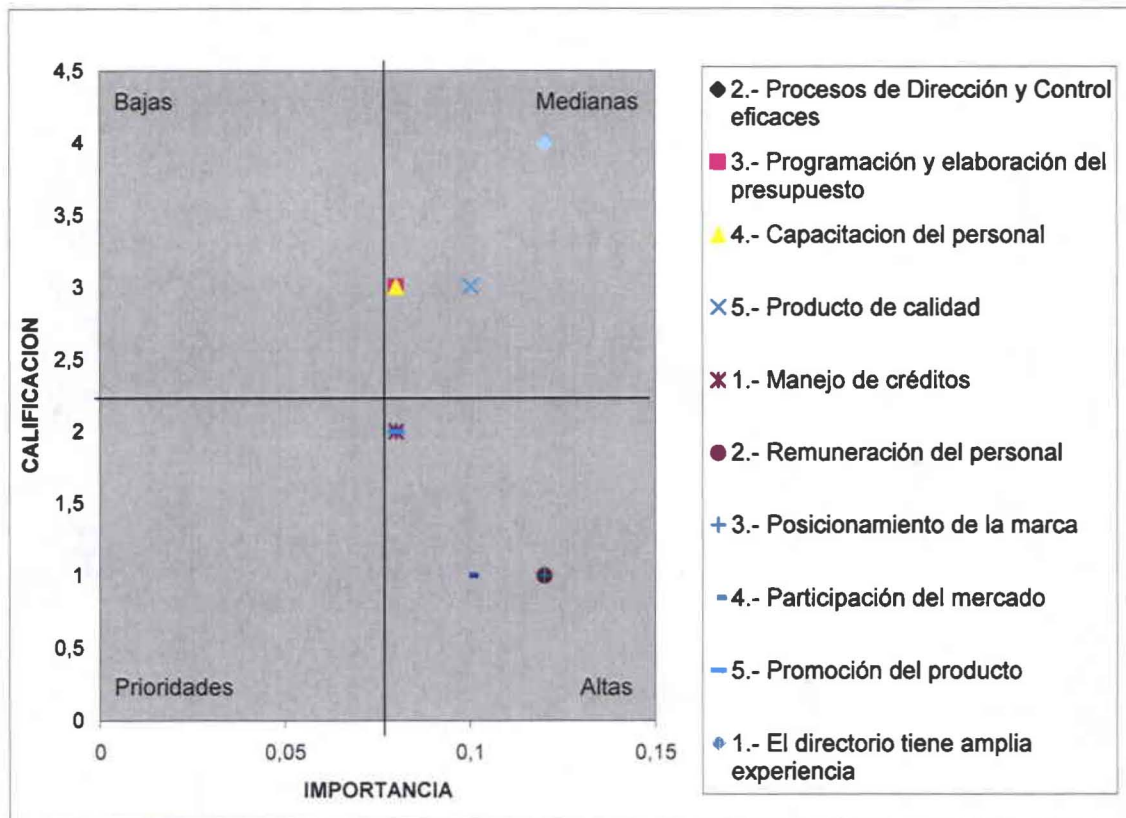 4,5
Bajas
Medianas
4
3,5
3
2,5
2
1,5
1
0,5
Prioridades
Altas
0
0
0,05
0,1
0,15
CALIFICACION
IMPORTANCIA
2.- Procesos de Dirección y Control
eficaces
3.- Programación y elaboración del
presupuesto
4.- Capacitacion del personal
5.- Producto de calidad
1.- Manejo de créditos
2.- Remuneración del personal
3.- Posicionamiento de la marca
4.- Participación del mercado
5.- Promoción del producto
1.- El directorio tiene amplia
experiencia